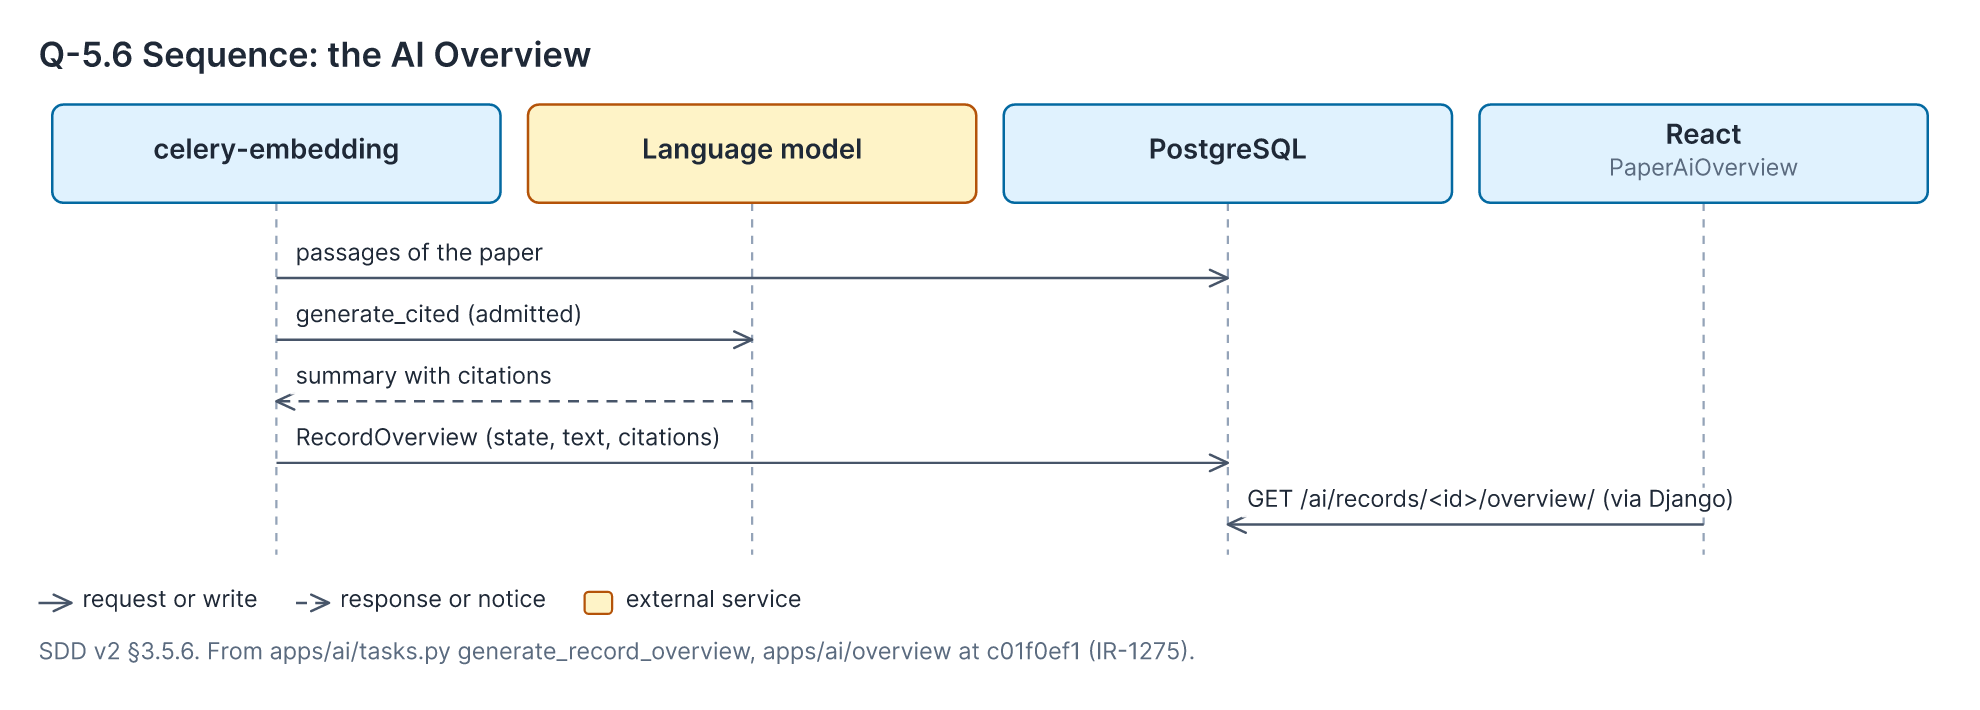 Q-5.6 Sequence: the AI Overview
celery-embedding
Language model
PostgreSQL
React
PaperAiOverview
passages of the paper
generate_cited (admitted)
summary with citations
RecordOverview (state, text, citations)
GET /ai/records/<id>/overview/ (via Django)
request or write
response or notice
external service
SDD v2 §3.5.6. From apps/ai/tasks.py generate_record_overview, apps/ai/overview at c01f0ef1 (IR-1275).